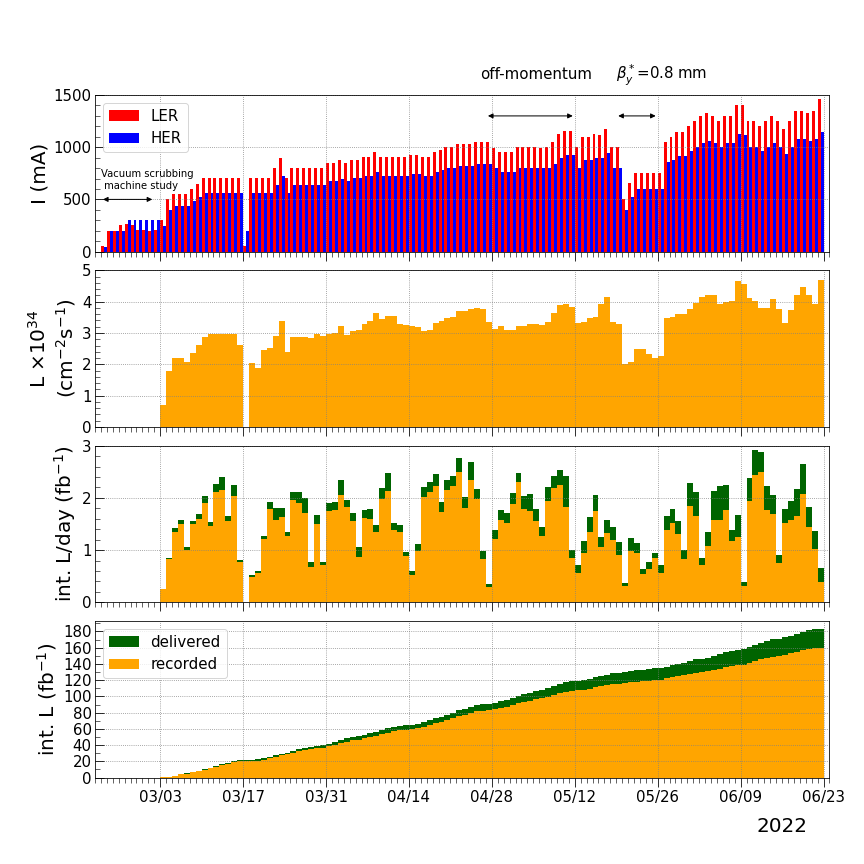 off-momentum β*y=0.8 mm
1500
1000
500
0
I (mA)
LER
HER
Vacuum scrubbing
machine study
5
4
3
2
1
0
L ×10³⁴
(cm⁻²s⁻¹)
3
2
1
0
int. L/day (fb⁻¹)
180
160
140
120
100
80
60
40
20
0
int. L (fb⁻¹)
delivered
recorded
03/03 03/17 03/31 04/14 04/28 05/12 05/26 06/09 06/23
2022